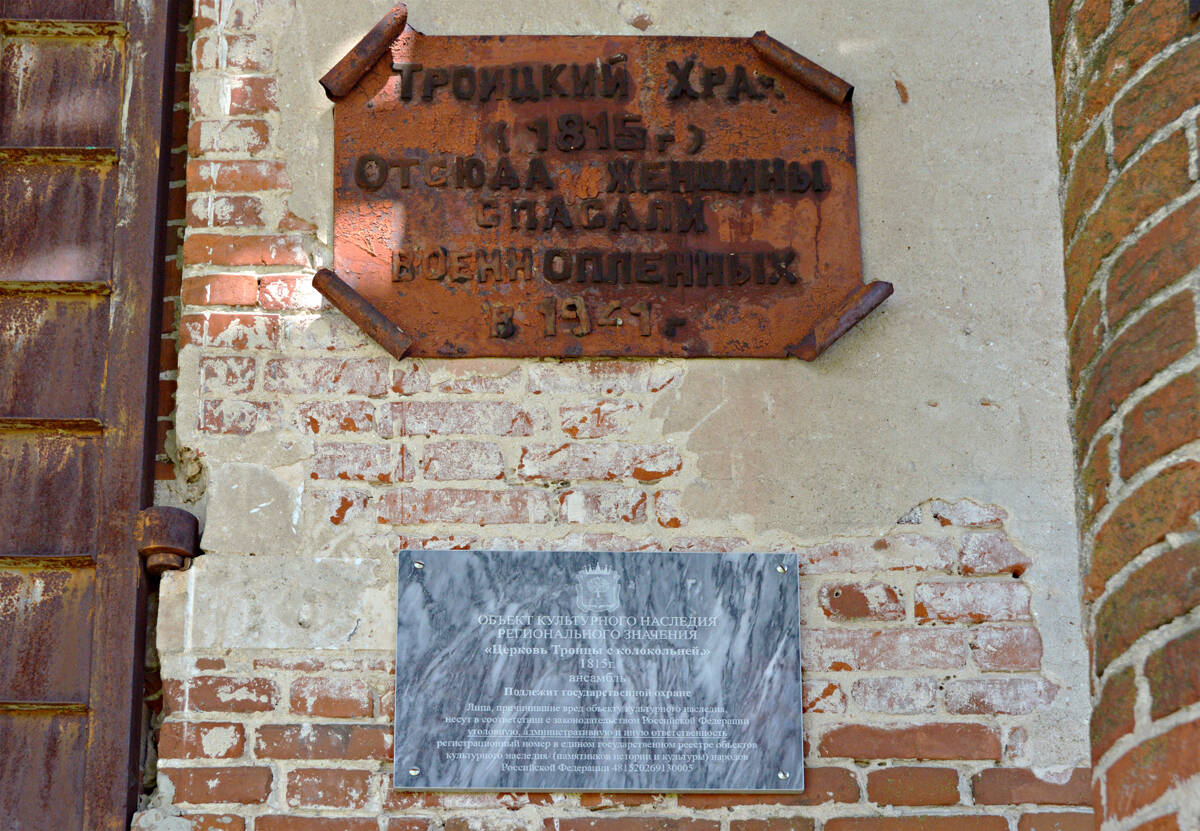 ТРОИЦКИЙ ХРАМ
(1815г.)
ОТСЮДА ЖЕНЩИНЫ
СПАСАЛИ
ВОЕННОПЛЕННЫХ
В 1941 г
ОБЪЕКТ КУЛЬТУРНОГО НАСЛЕДИЯ
РЕГИОНАЛЬНОГО ЗНАЧЕНИЯ
«Церковь Троицы с колокольней.»
1815г.
ансамбль
Подлежит государственной охране
Лица, причинившие вред объекту культурного наследия,
несут в соответствии с законодательством Российской Федерации
уголовную, административную и иную ответственность
регистрационный номер в едином государственном реестре объектов
культурного наследия (памятников истории и культуры) народов
Российской Федерации 481520269130005